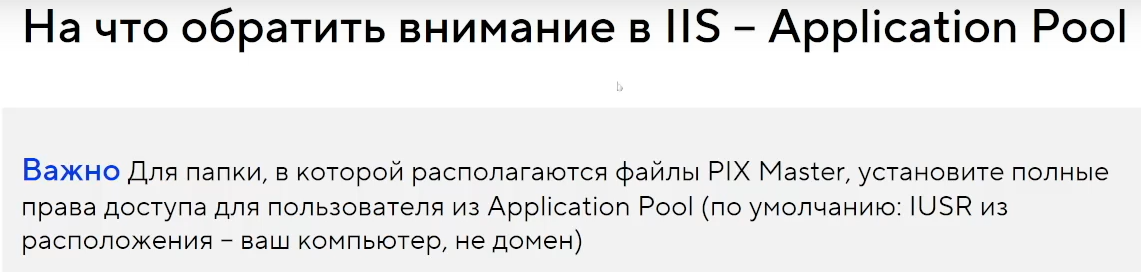 На что обратить внимание в IIS – Application Pool
Важно Для папки, в которой располагаются файлы PIX Master, установите полные
права доступа для пользователя из Application Pool (по умолчанию: IUSR из
расположения – ваш компьютер, не домен)